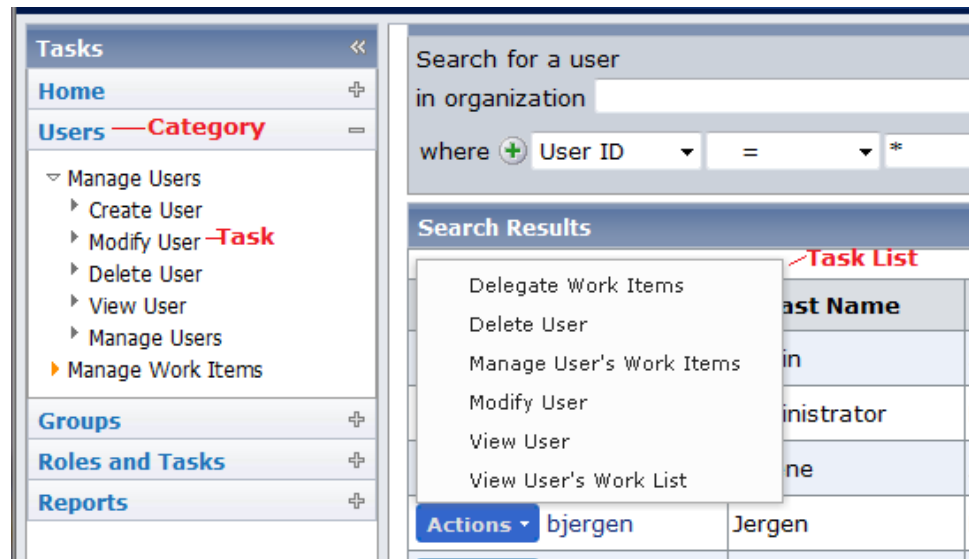 Tasks «
Home
Users Category
Manage Users
Create User
Modify User Task
Delete User
View User
Manage Users
Manage Work Items
Groups
Roles and Tasks
Reports
Search for a user
in organization
where User ID = *
Search Results
Task List
Delegate Work Items
Delete User
Manage User's Work Items
Modify User
View User
View User's Work List
ast Name
in
inistrator
ne
Actions bjergen Jergen